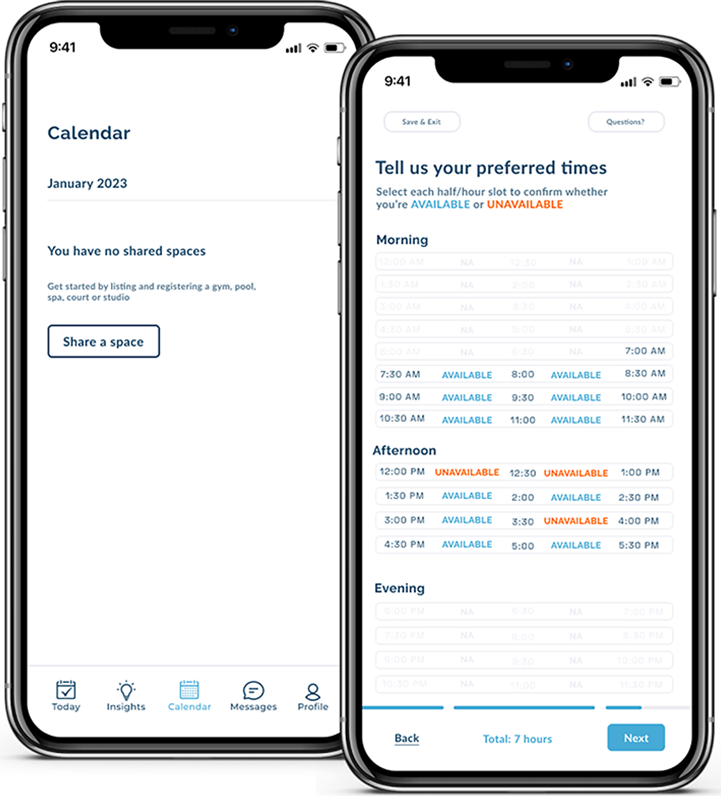 9:41
Calendar
January 2023
You have no shared spaces
Get started by listing and registering a gym, pool,
spa, court or studio
Share a space
Today Insights Calendar Messages Profile
9:41
Save & Exit Questions?
Tell us your preferred times
Select each half/hour slot to confirm whether
you're AVAILABLE or UNAVAILABLE
Morning
12:00 AM NA 12:30 NA 1:00 AM
1:30 AM NA 2:00 NA 2:30 AM
3:00 AM NA 3:30 NA 4:00 AM
4:30 AM NA 5:00 NA 5:30 AM
6:00 AM NA 6:30 NA 7:00 AM
7:30 AM AVAILABLE 8:00 AVAILABLE 8:30 AM
9:00 AM AVAILABLE 9:30 AVAILABLE 10:00 AM
10:30 AM AVAILABLE 11:00 AVAILABLE 11:30 AM
Afternoon
12:00 PM UNAVAILABLE 12:30 UNAVAILABLE 1:00 PM
1:30 PM AVAILABLE 2:00 AVAILABLE 2:30 PM
3:00 PM AVAILABLE 3:30 UNAVAILABLE 4:00 PM
4:30 PM AVAILABLE 5:00 AVAILABLE 5:30 PM
Evening
6:00 PM NA 6:30 NA 7:00 PM
7:30 PM NA 8:00 NA 8:30 PM
9:00 PM NA 9:30 NA 10:00 PM
10:30 PM NA 11:00 NA 11:30 PM
Back Total: 7 hours Next